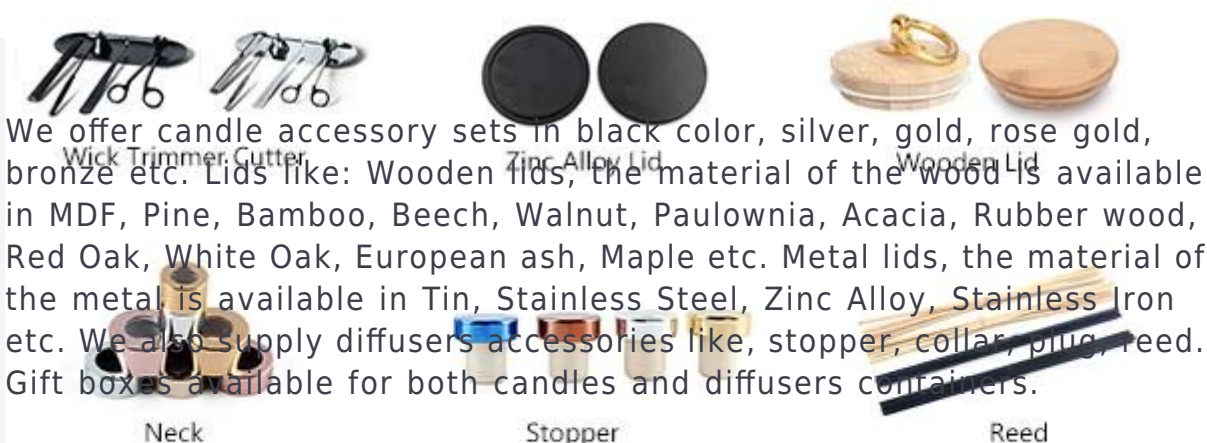 We offer candle accessory sets in black color, silver, gold, rose gold,
Wick Trimmer Cutter
Zinc Alloy Lid
Wooden Lid
bronze etc. Lids like: Wooden lids, the material of the wood is available
in MDF, Pine, Bamboo, Beech, Walnut, Paulownia, Acacia, Rubber wood,
Red Oak, White Oak, European ash, Maple etc. Metal lids, the material of
the metal is available in Tin, Stainless Steel, Zinc Alloy, Stainless Iron
etc. We also supply diffusers accessories like, stopper, collar, plug, reed.
Gift boxes available for both candles and diffusers containers.
Neck
Stopper
Reed